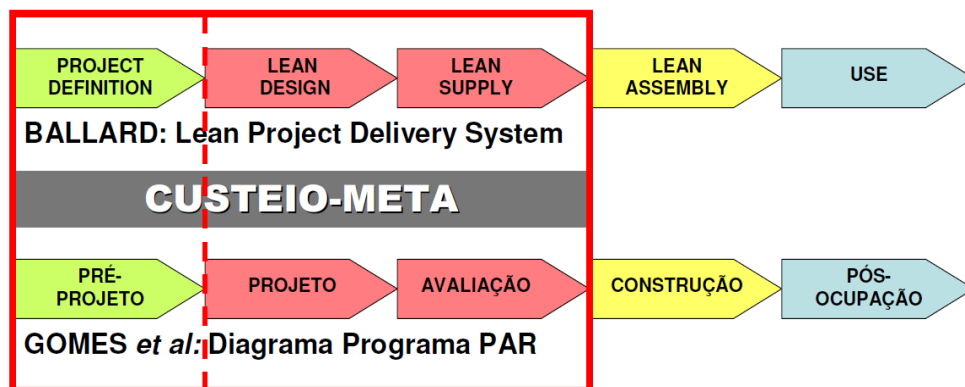 PROJECT
DEFINITION
LEAN
DESIGN
LEAN
SUPPLY
LEAN
ASSEMBLY
USE
BALLARD: Lean Project Delivery System
CUSTEIO-META
PRÉ-
PROJETO
PROJETO
AVALIAÇÃO
CONSTRUÇÃO
PÓS-
OCUPAÇÃO
GOMES et al: Diagrama Programa PAR